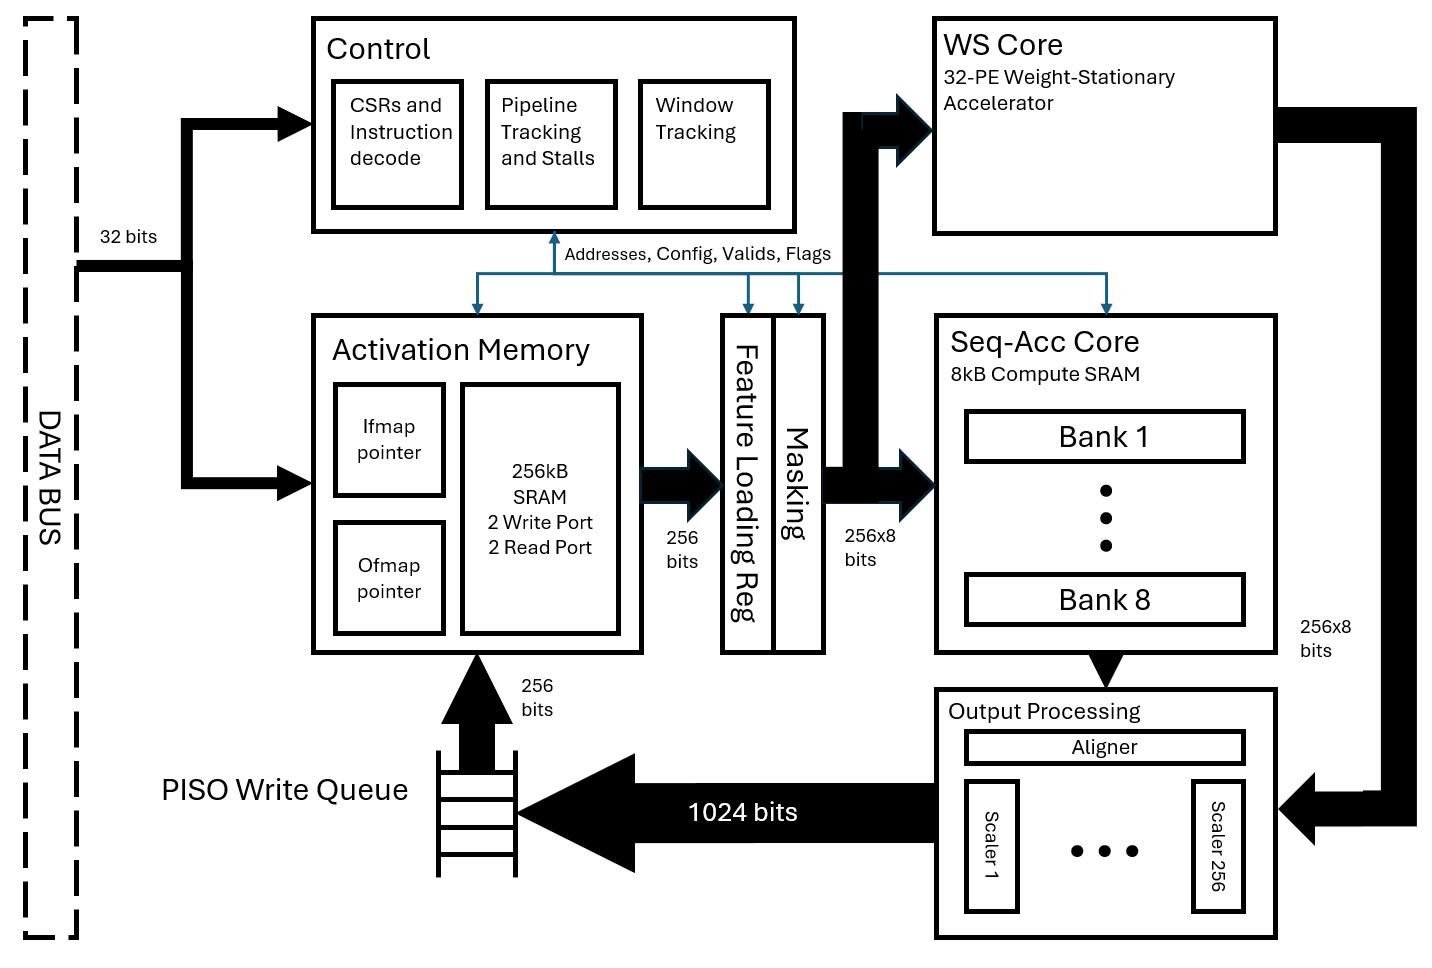 DATA BUS
32 bits
Control
CSRs and
Instruction
decode
Pipeline
Tracking
and Stalls
Window
Tracking
Addresses, Config, Valids, Flags
WS Core
32-PE Weight-Stationary
Accelerator
Activation Memory
Ifmap
pointer
Ofmap
pointer
256kB
SRAM
2 Write Port
2 Read Port
256
bits
Feature Loading Reg
Masking
256x8
bits
Seq-Acc Core
8kB Compute SRAM
Bank 1
Bank 8
256x8
bits
Output Processing
Aligner
Scaler 1
Scaler 256
1024 bits
PISO Write Queue
256
bits